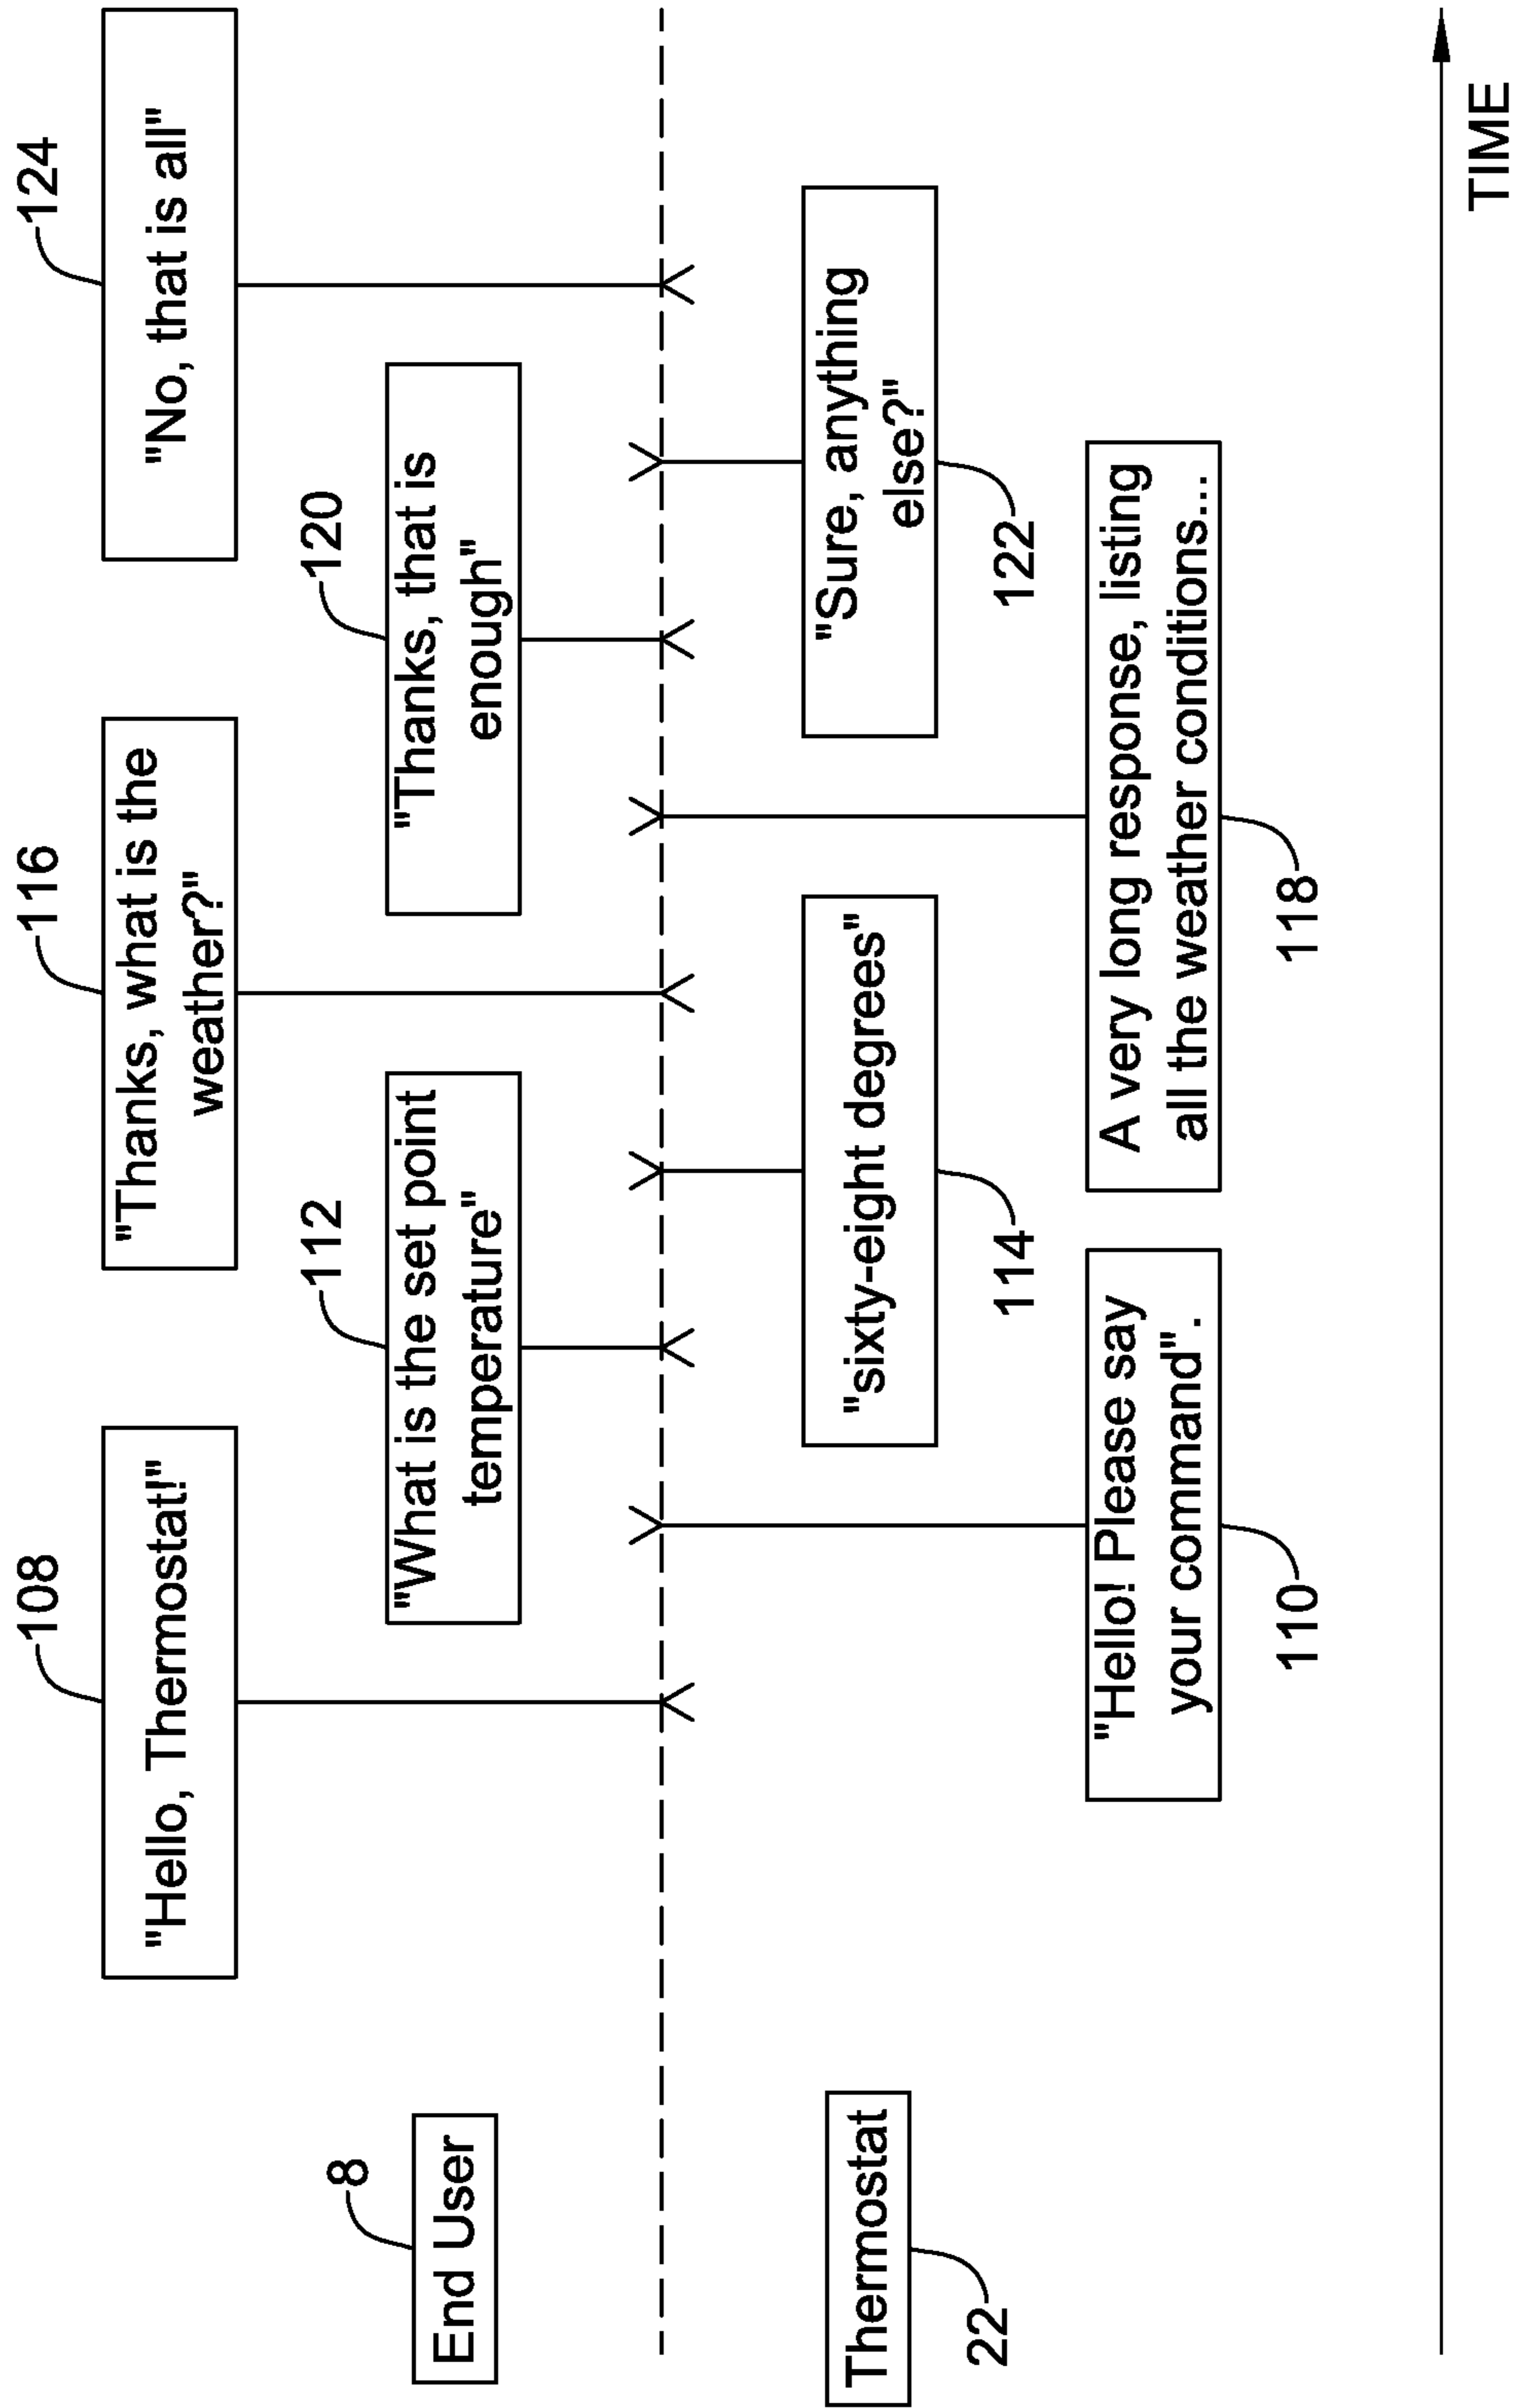 8
End User
Thermostat
22
108
"Hello, Thermostat!"
"Hello! Please say
your command".
110
112
"What is the set point
temperature"
"sixty-eight degrees"
114
116
"Thanks, what is the
weather?"
A very long response, listing
all the weather conditions...
118
120
"Thanks, that is
enough"
"Sure, anything
else?"
122
124
"No, that is all"
TIME